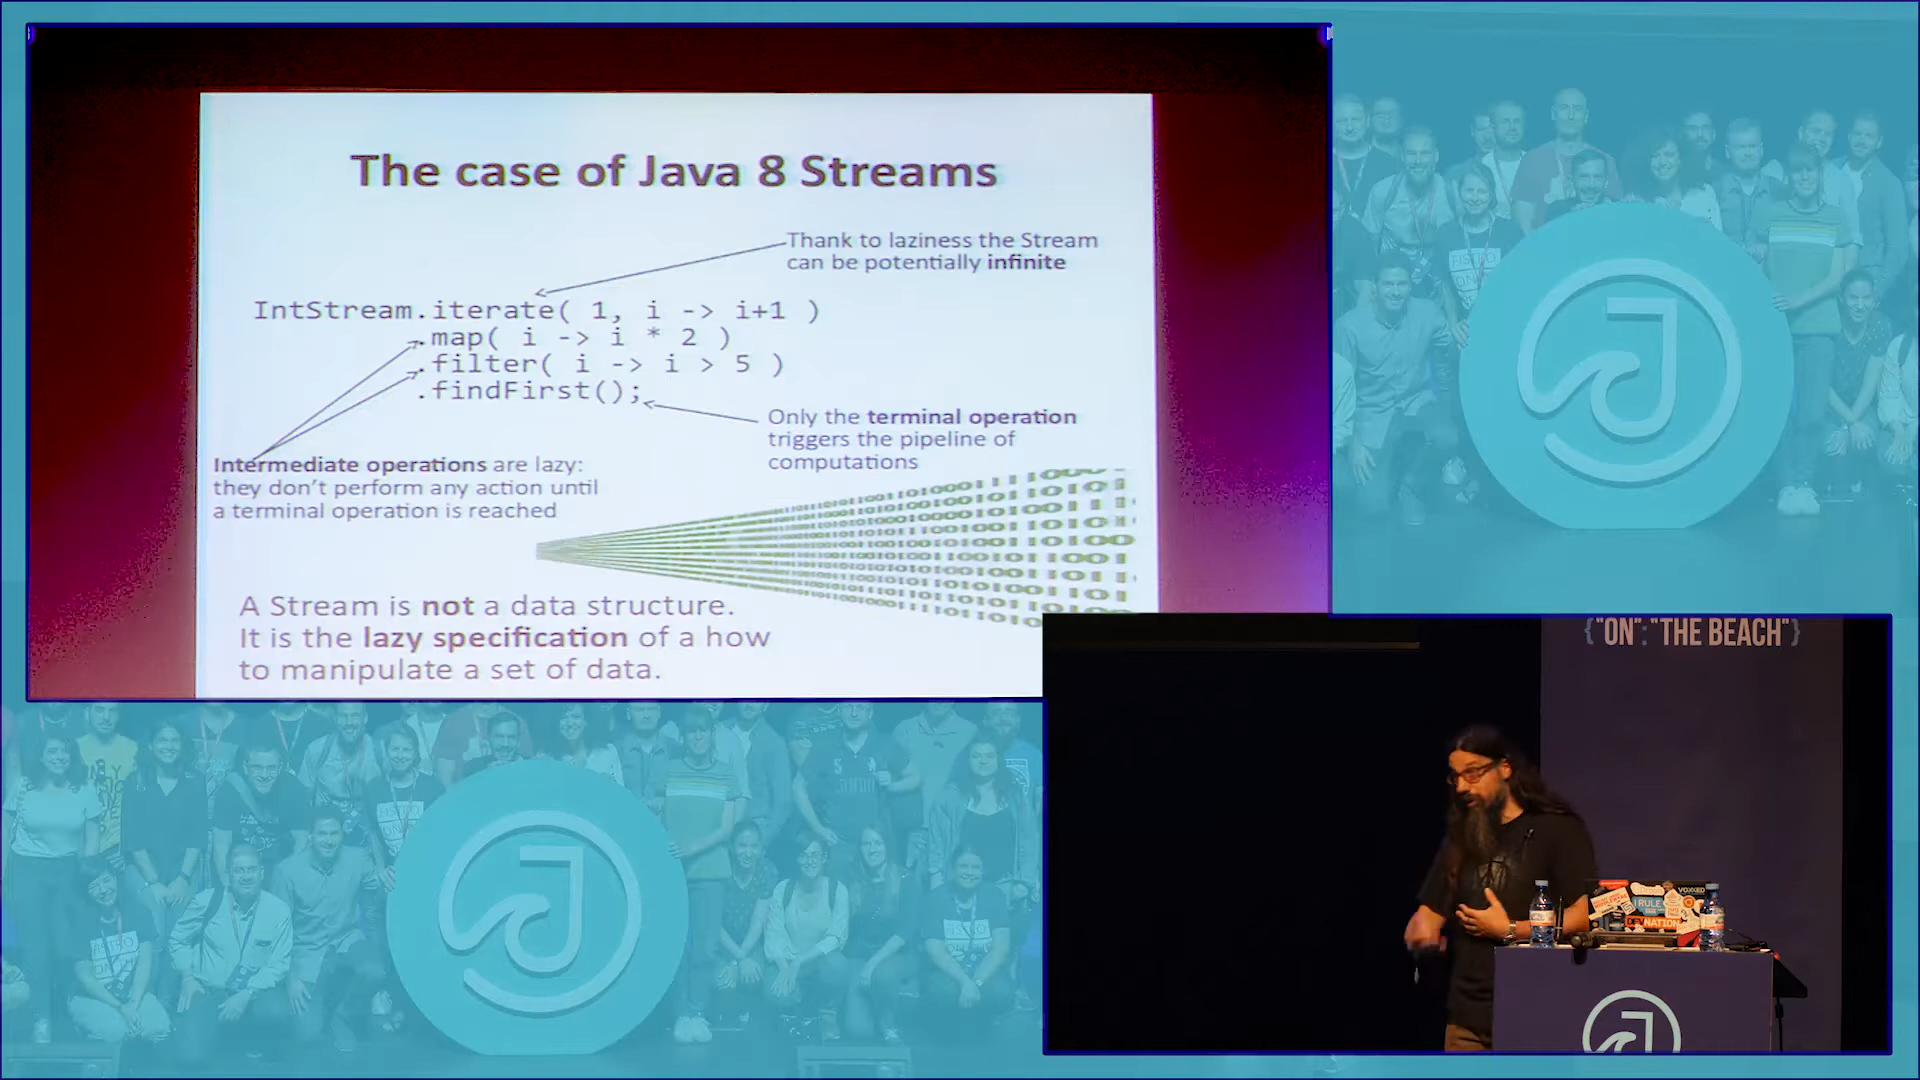 The case of Java 8 Streams
Thank to laziness the Stream
can be potentially infinite
IntStream.iterate( 1, i -> i+1 )
.map( i -> i * 2 )
.filter( i -> i > 5 )
.findFirst();
Only the terminal operation
triggers the pipeline of
computations
Intermediate operations are lazy:
they don't perform any action until
a terminal operation is reached
A Stream is not a data structure.
It is the lazy specification of a how
to manipulate a set of data.
{"ON":"THE BEACH"}
VOXXED
I RULE
DEVNATION